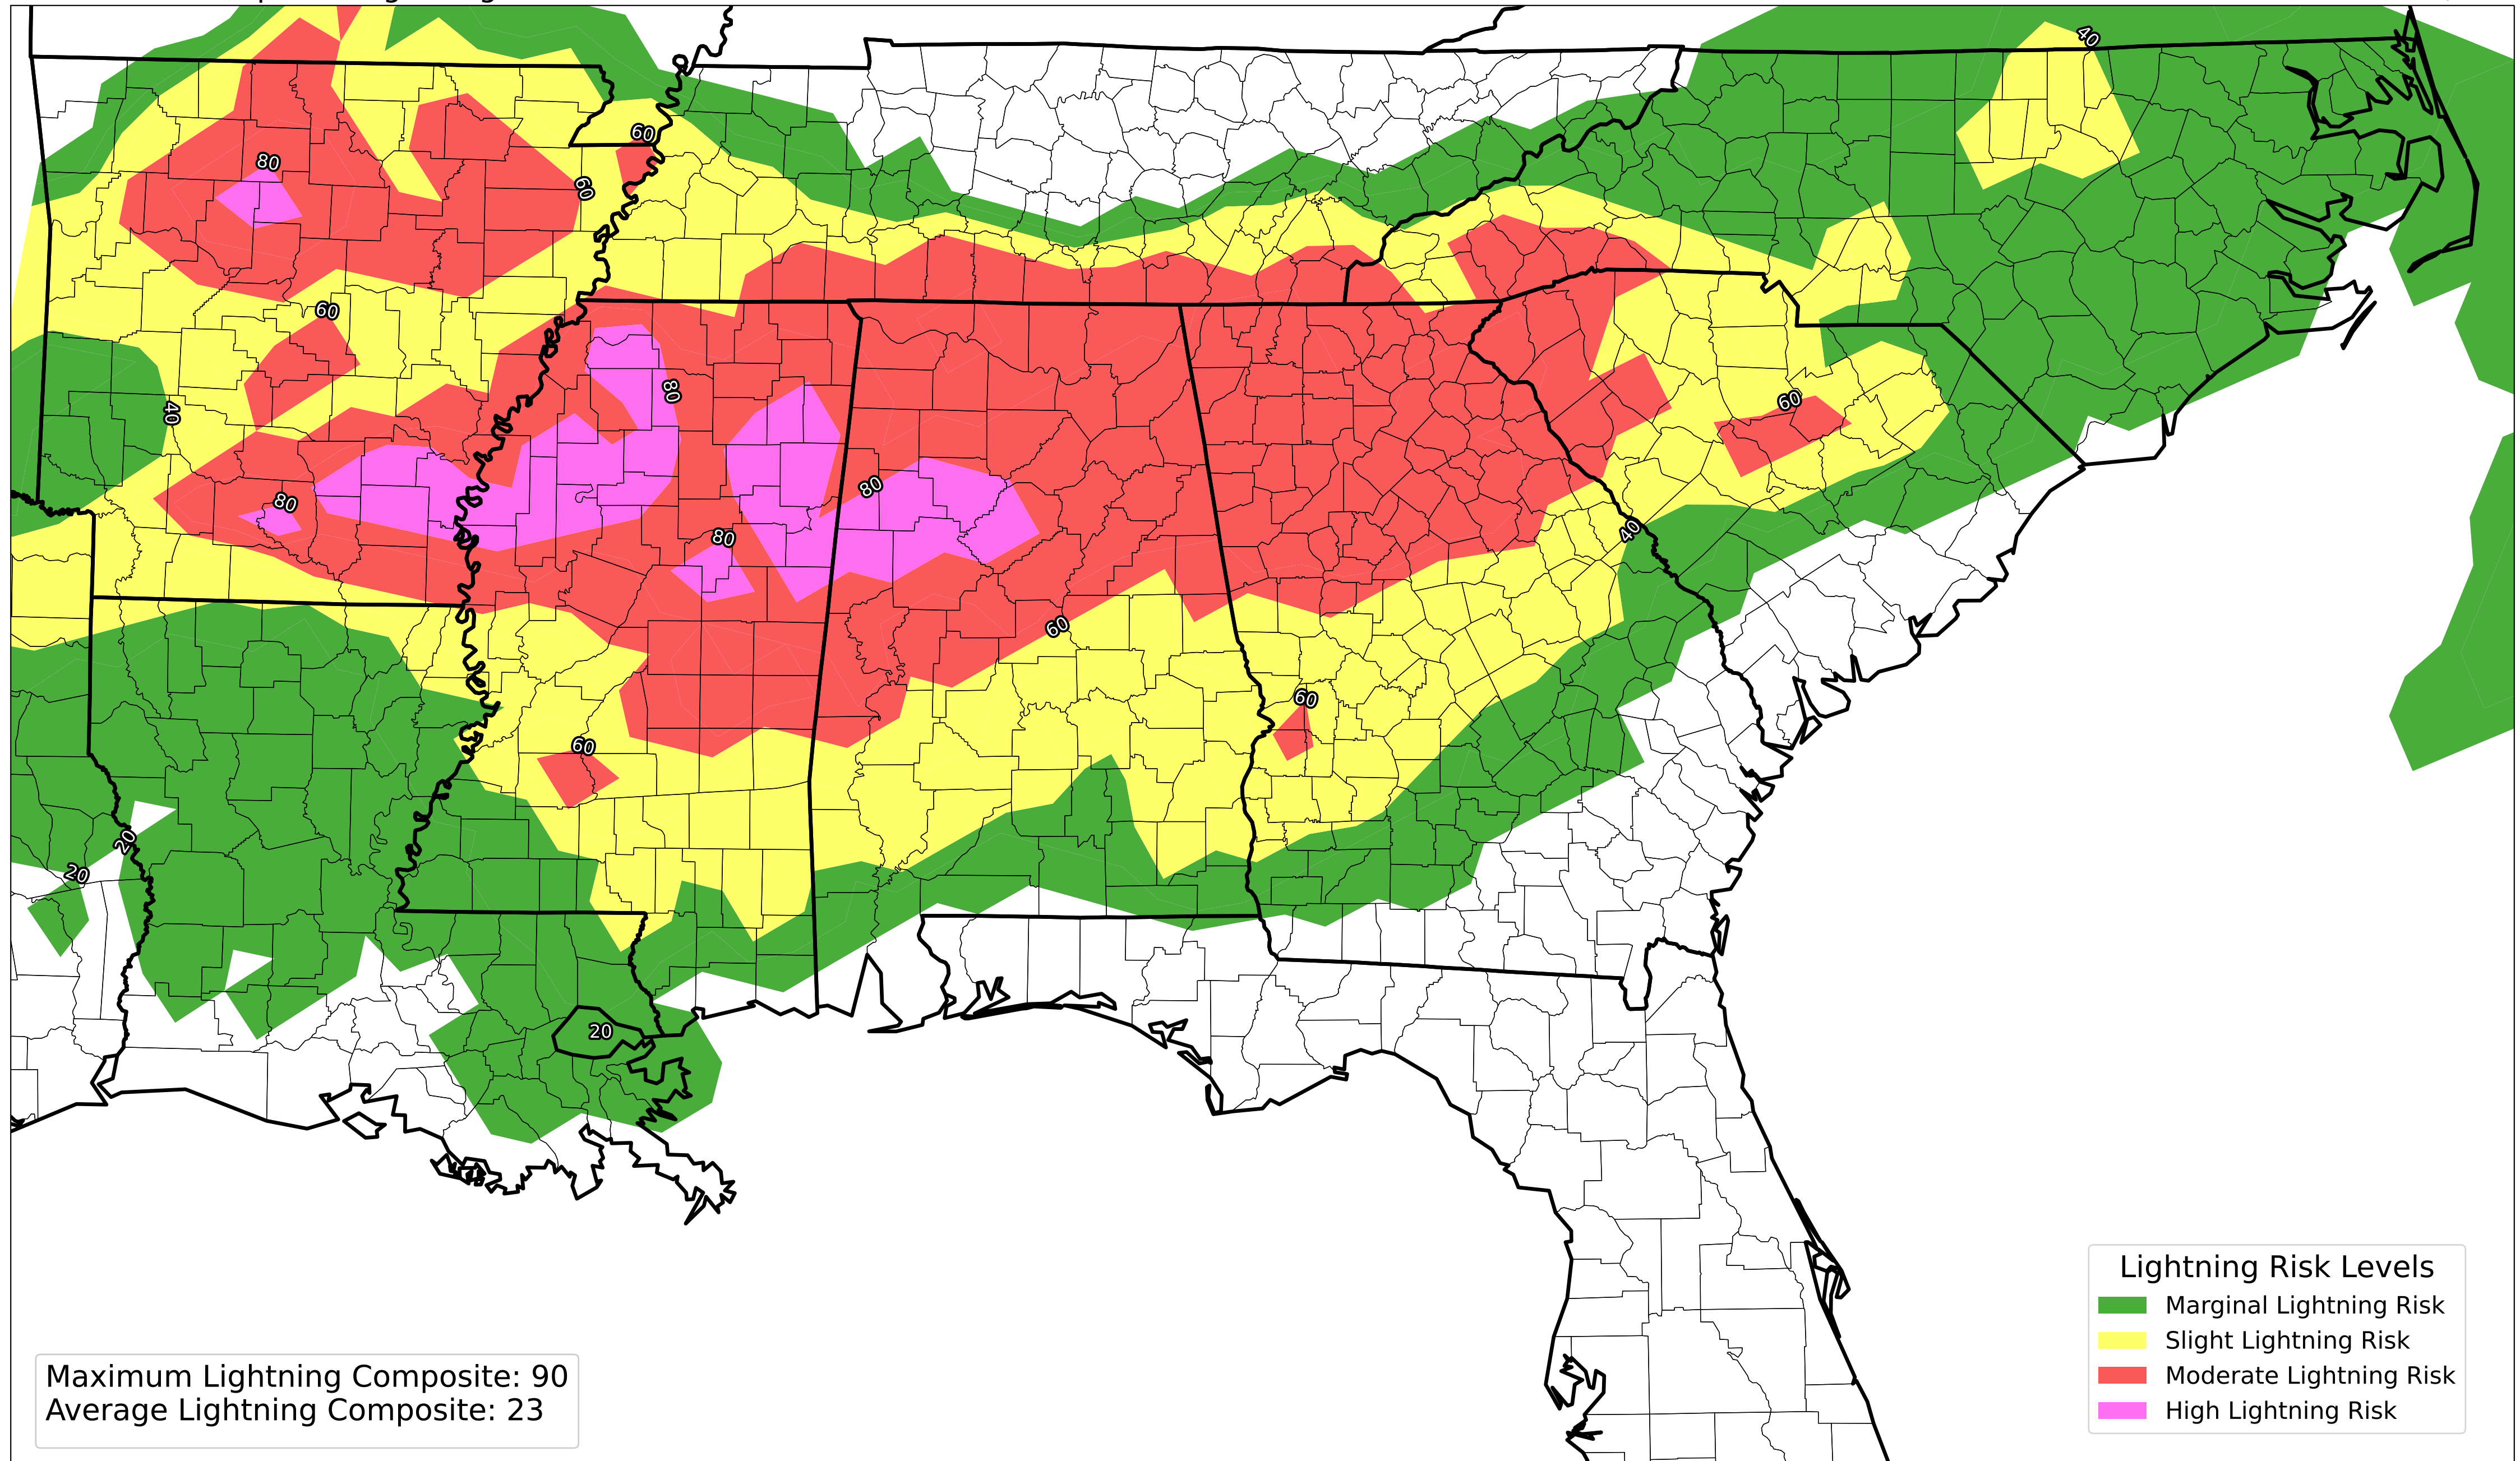 40
60
80
60
60
80
40
60
40
80
80
80
40
60
60
60
60
20
20
20
Lightning Risk Levels
Marginal Lightning Risk
Slight Lightning Risk
Moderate Lightning Risk
High Lightning Risk
Maximum Lightning Composite: 90
Average Lightning Composite: 23